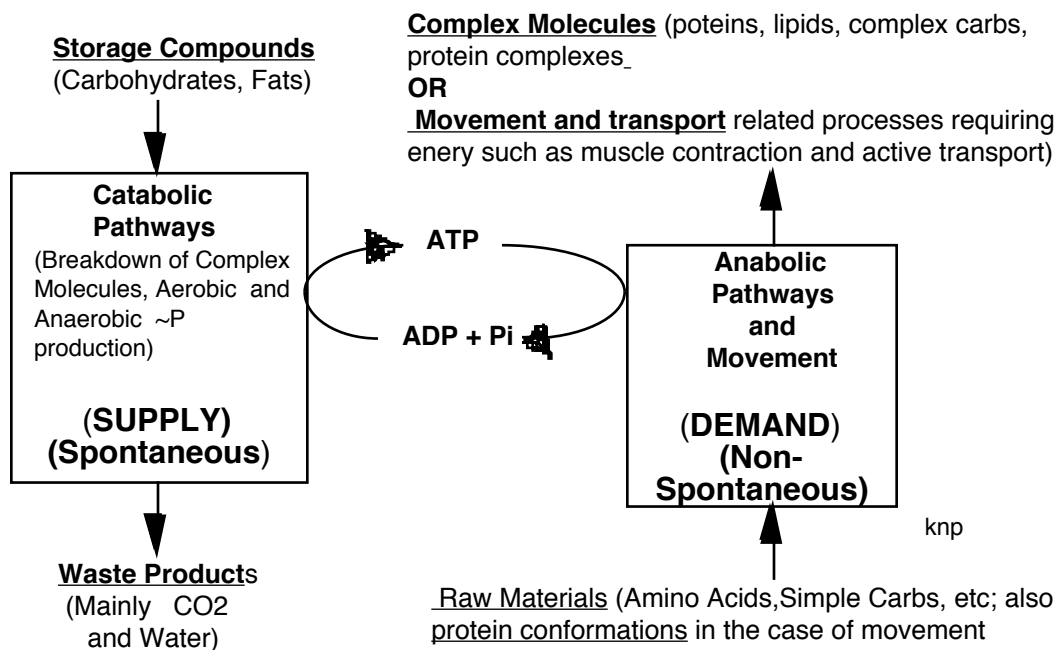 Storage Compounds
(Carbohydrates, Fats)
Catabolic
Pathways
(Breakdown of Complex
Molecules, Aerobic and
Anaerobic ~P
production)
(SUPPLY)
(Spontaneous)
Waste Products
(Mainly CO2
and Water)
ATP
ADP + Pi
Complex Molecules (poteins, lipids, complex carbs,
protein complexes_
OR
Movement and transport related processes requiring
enery such as muscle contraction and active transport)
Anabolic
Pathways
and
Movement
(DEMAND)
(Non-
Spontaneous)
knp
Raw Materials (Amino Acids,Simple Carbs, etc; also
protein conformations in the case of movement